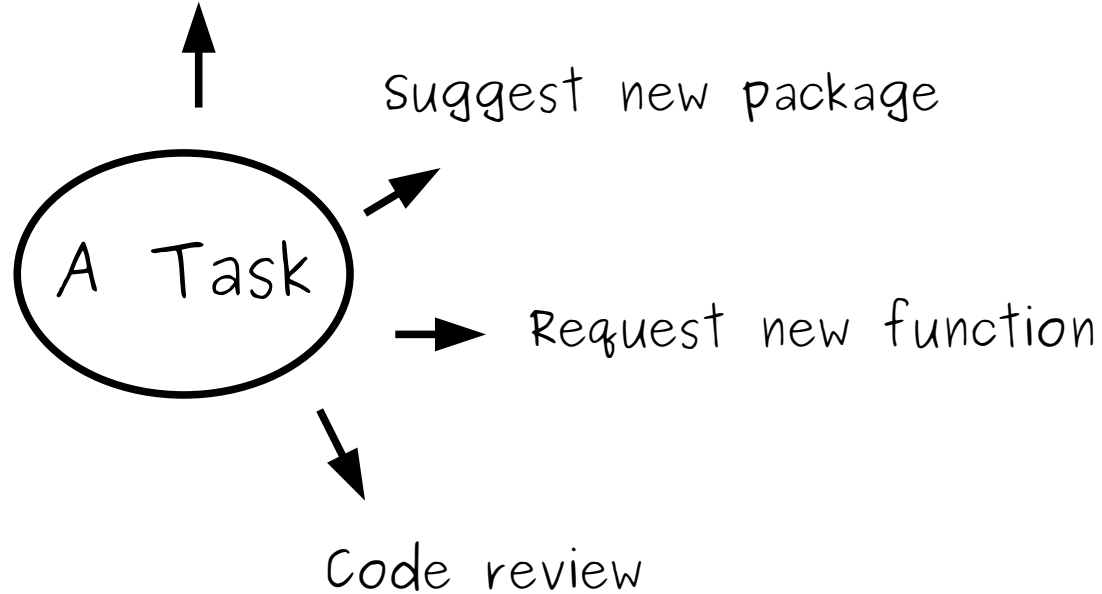 Suggest new package
A Task
Request new function
Code review